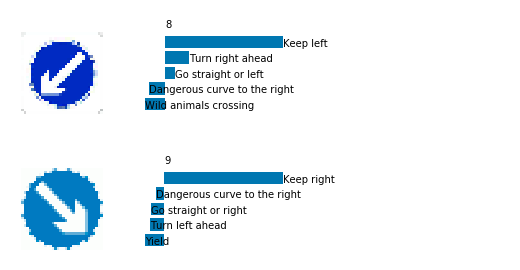 8
Keep left
Turn right ahead
Go straight or left
Dangerous curve to the right
Wild animals crossing
9
Keep right
Dangerous curve to the right
Go straight or right
Turn left ahead
Yield